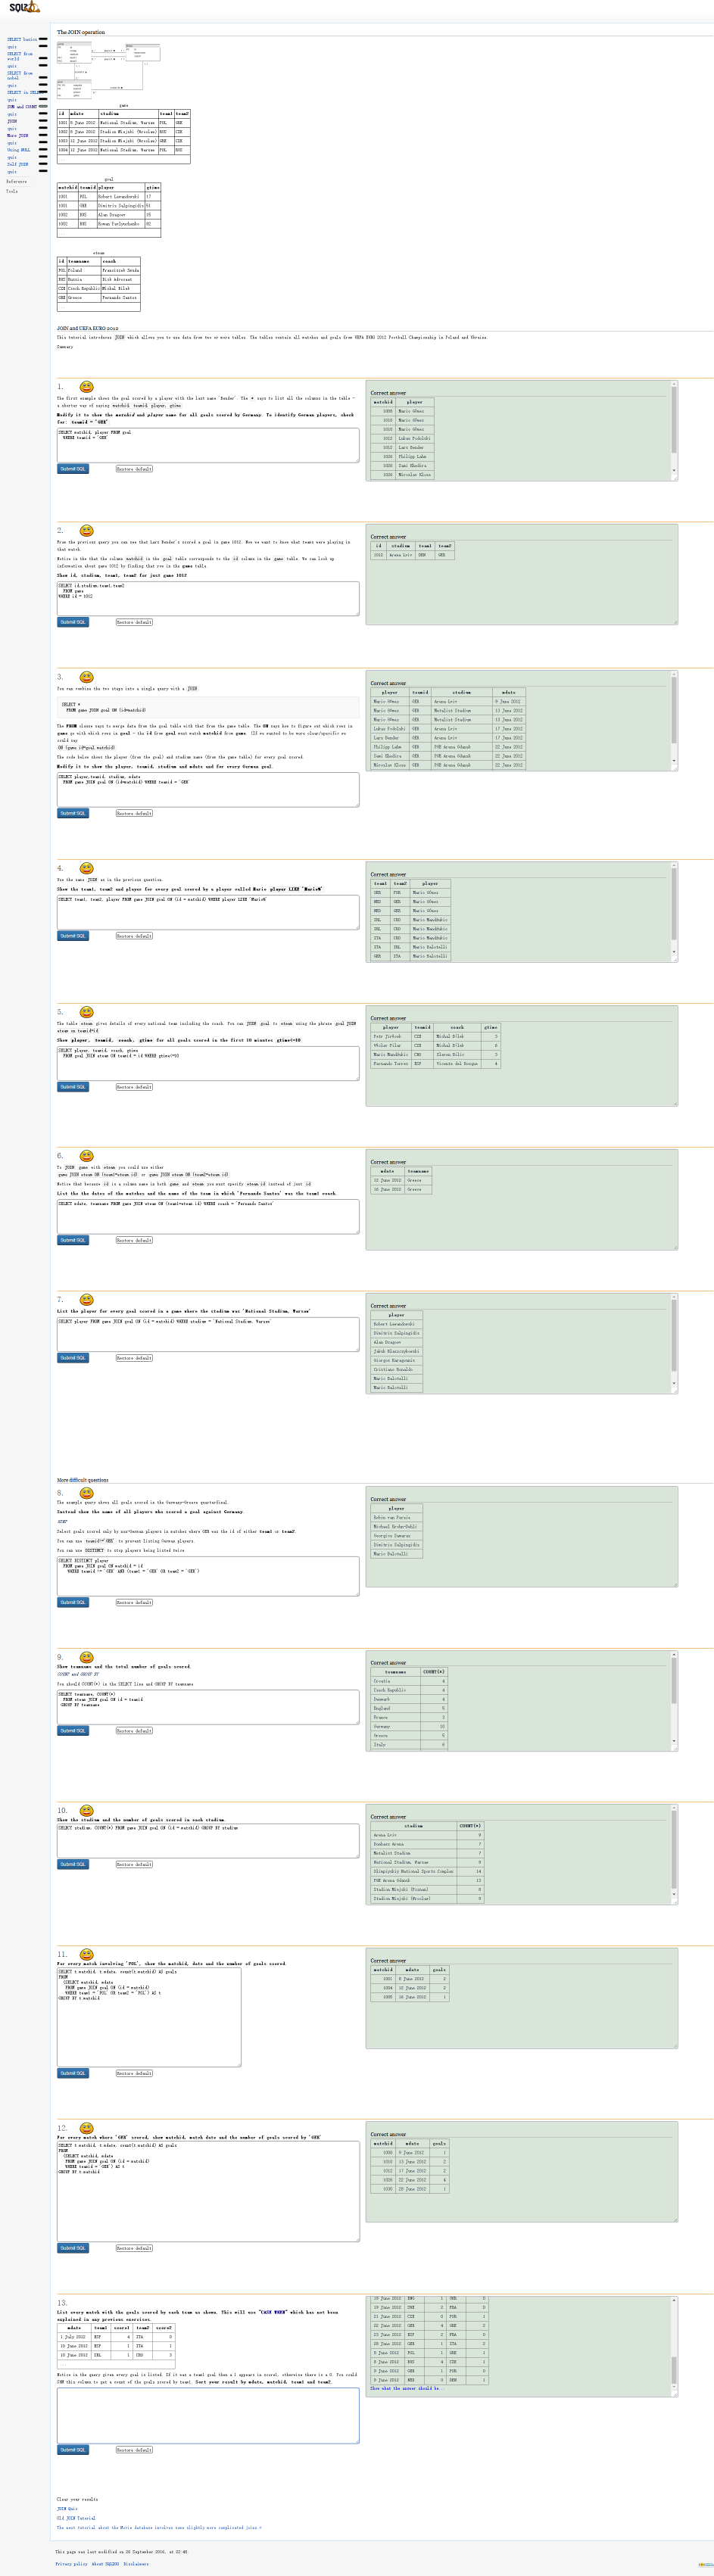 SQLZOO
SELECT basics
quiz
SELECT from
world
quiz
SELECT from
nobel
quiz
SELECT in SELECT
quiz
SUM and COUNT
quiz
JOIN
quiz
More JOIN
quiz
Using NULL
quiz
Self JOIN
quiz
Reference
Tools
The JOIN operation
game
id mdate stadium team1 team2
1001 8 June 2012 National Stadium, Warsaw POL GRE
1002 8 June 2012 Stadion Miejski (Wroclaw) RUS CZE
1003 12 June 2012 Stadion Miejski (Wroclaw) GRE CZE
1004 12 June 2012 National Stadium, Warsaw POL RUS
goal
matchid teamid player gtime
1001 POL Robert Lewandowski 17
1001 GRE Dimitris Salpingidis 51
1002 RUS Alan Dzagoev 15
1002 RUS Roman Pavlyuchenko 82
eteam
id teamname coach
POL Poland Franciszek Smuda
RUS Russia Dick Advocaat
CZE Czech Republic Michal Bilek
GRE Greece Fernando Santos
JOIN and UEFA EURO 2012
This tutorial introduces JOIN which allows you to use data from two or more tables. The tables contain all matches and goals from UEFA EURO 2012 Football Championship in Poland and Ukraine.
Summary
1.
The first example shows the goal scored by a player with the last name 'Bender'. The * says to list all the columns in the table -
a shorter way of saying matchid, teamid, player, gtime
Modify it to show the matchid and player name for all goals scored by Germany. To identify German players, check
for: teamid = 'GER'
SELECT matchid, player FROM goal
WHERE teamid = 'GER'
Submit SQL Restore default
Correct answer
matchid player
1008 Mario Gómez
1010 Mario Gómez
1010 Mario Gómez
1012 Lukas Podolski
1012 Lars Bender
1026 Philipp Lahm
1026 Sami Khedira
1026 Miroslav Klose
2.
From the previous query you can see that Lars Bender's scored a goal in game 1012. Now we want to know what teams were playing in
that match.
Notice in the that the column matchid in the goal table corresponds to the id column in the game table. We can look up
information about game 1012 by finding that row in the game table.
Show id, stadium, team1, team2 for just game 1012
SELECT id,stadium,team1,team2
FROM game
WHERE id = 1012
Submit SQL Restore default
Correct answer
id stadium team1 team2
1012 Arena Lviv DEN GER
3.
You can combine the two steps into a single query with a JOIN.
SELECT *
FROM game JOIN goal ON (id=matchid)
The FROM clause says to merge data from the goal table with that from the game table. The ON says how to figure out which rows in
game go with which rows in goal - the id from goal must match matchid from game. (If we wanted to be more clear/specific we
could say
ON (game.id=goal.matchid)
The code below shows the player (from the goal) and stadium name (from the game table) for every goal scored.
Modify it to show the player, teamid, stadium and mdate and for every German goal.
SELECT player,teamid, stadium, mdate
FROM game JOIN goal ON (id=matchid) WHERE teamid = 'GER'
Submit SQL Restore default
Correct answer
player teamid stadium mdate
Mario Gómez GER Arena Lviv 9 June 2012
Mario Gómez GER Metalist Stadium 13 June 2012
Mario Gómez GER Metalist Stadium 13 June 2012
Lukas Podolski GER Arena Lviv 17 June 2012
Lars Bender GER Arena Lviv 17 June 2012
Philipp Lahm GER PGE Arena Gdansk 22 June 2012
Sami Khedira GER PGE Arena Gdansk 22 June 2012
Miroslav Klose GER PGE Arena Gdansk 22 June 2012
4.
Use the same JOIN as in the previous question.
Show the team1, team2 and player for every goal scored by a player called Mario player LIKE 'Mario%'
SELECT team1, team2, player FROM game JOIN goal ON (id = matchid) WHERE player LIKE 'Mario%'
Submit SQL Restore default
Correct answer
team1 team2 player
GER POR Mario Gómez
NED GER Mario Gómez
NED GER Mario Gómez
IRL CRO Mario Mandžukic
IRL CRO Mario Mandžukic
ITA CRO Mario Mandžukic
ITA IRL Mario Balotelli
GER ITA Mario Balotelli
5.
The table eteam gives details of every national team including the coach. You can JOIN goal to eteam using the phrase goal JOIN
eteam on teamid=id
Show player, teamid, coach, gtime for all goals scored in the first 10 minutes gtime<=10
SELECT player, teamid, coach, gtime
FROM goal JOIN eteam ON teamid = id WHERE gtime<=10
Submit SQL Restore default
Correct answer
player teamid coach gtime
Petr Jiráček CZE Michal Bílek 3
Václav Pilař CZE Michal Bílek 6
Mario Mandžukic CRO Slaven Bilic 3
Fernando Torres ESP Vicente del Bosque 4
6.
To JOIN game with eteam you could use either
game JOIN eteam ON (team1=eteam.id) or game JOIN eteam ON (team2=eteam.id)
Notice that because id is a column name in both game and eteam you must specify eteam.id instead of just id
List the the dates of the matches and the name of the team in which 'Fernando Santos' was the team1 coach.
SELECT mdate, teamname FROM game JOIN eteam ON (team1=eteam.id) WHERE coach = 'Fernando Santos'
Submit SQL Restore default
Correct answer
mdate teamname
12 June 2012 Greece
16 June 2012 Greece
7.
List the player for every goal scored in a game where the stadium was 'National Stadium, Warsaw'
SELECT player FROM game JOIN goal ON (id = matchid) WHERE stadium = 'National Stadium, Warsaw'
Submit SQL Restore default
Correct answer
player
Robert Lewandowski
Dimitris Salpingidis
Alan Dzagoev
Jakub Blaszczykowski
Giorgos Karagounis
Cristiano Ronaldo
Mario Balotelli
Mario Balotelli
More difficult questions
8.
The example query shows all goals scored in the Germany-Greece quarterfinal.
Instead show the name of all players who scored a goal against Germany.
HINT
Select goals scored only by non-German players in matches where GER was the id of either team1 or team2.
You can use teamid!='GER' to prevent listing German players.
You can use DISTINCT to stop players being listed twice.
SELECT DISTINCT player
FROM game JOIN goal ON matchid = id
WHERE teamid != 'GER' AND (team1 = 'GER' OR team2 = 'GER')
Submit SQL Restore default
Correct answer
player
Robin van Persie
Michael Krohn-Dehli
Georgios Samaras
Dimitris Salpingidis
Mario Balotelli
9.
Show teamname and the total number of goals scored.
COUNT and GROUP BY
You should COUNT(*) in the SELECT line and GROUP BY teamname
SELECT teamname, COUNT(*)
FROM eteam JOIN goal ON id = teamid
GROUP BY teamname
Submit SQL Restore default
Correct answer
teamname COUNT(*)
Croatia 4
Czech Republic 4
Denmark 4
England 5
France 3
Germany 10
Greece 5
Italy 6
10.
Show the stadium and the number of goals scored in each stadium.
SELECT stadium, COUNT(*) FROM game JOIN goal ON (id = matchid) GROUP BY stadium
Submit SQL Restore default
Correct answer
stadium COUNT(*)
Arena Lviv 9
Donbass Arena 7
Metalist Stadium 7
National Stadium, Warsaw 9
Olimpiyskiy National Sports Complex 14
PGE Arena Gdansk 13
Stadion Miejski (Poznan) 8
Stadion Miejski (Wroclaw) 9
11.
For every match involving 'POL', show the matchid, date and the number of goals scored.
SELECT t.matchid, t.mdate, count(t.matchid) AS goals
FROM
(SELECT matchid, mdate
FROM game JOIN goal ON (id = matchid)
WHERE team1 = 'POL' OR team2 = 'POL') AS t
GROUP BY t.matchid
Submit SQL Restore default
Correct answer
matchid mdate goals
1001 8 June 2012 2
1004 12 June 2012 2
1005 16 June 2012 1
12.
For every match where 'GER' scored, show matchid, match date and the number of goals scored by 'GER'
SELECT t.matchid, t.mdate, count(t.matchid) AS goals
FROM
(SELECT matchid, mdate
FROM game JOIN goal ON (id = matchid)
WHERE teamid = 'GER') AS t
GROUP BY t.matchid
Submit SQL Restore default
Correct answer
matchid mdate goals
1008 9 June 2012 1
1010 13 June 2012 2
1012 17 June 2012 2
1026 22 June 2012 4
1030 28 June 2012 1
13.
List every match with the goals scored by each team as shown. This will use "CASE WHEN" which has not been
explained in any previous exercises.
mdate team1 score1 team2 score2
1 July 2012 ESP 4 ITA 0
10 June 2012 ESP 1 ITA 1
10 June 2012 IRL 1 CRO 3
Notice in the query given every goal is listed. If it was a team1 goal then a 1 appears in score1, otherwise there is a 0. You could
SUM this column to get a count of the goals scored by team1. Sort your result by mdate, matchid, team1 and team2.
Submit SQL Restore default
19 June 2012 ENG 1 UKR 0
19 June 2012 SWE 2 FRA 0
21 June 2012 CZE 0 POR 1
22 June 2012 GER 4 GRE 2
23 June 2012 ESP 2 FRA 0
28 June 2012 GER 1 ITA 2
8 June 2012 POL 1 GRE 1
8 June 2012 RUS 4 CZE 1
9 June 2012 GER 1 POR 0
9 June 2012 NED 0 DEN 1
Show what the answer should be...
Clear your results
JOIN Quiz
Old JOIN Tutorial
The next tutorial about the Movie database involves some slightly more complicated joins.
This page was last modified on 26 September 2016, at 22:48.
Privacy policy About SQLZOO Disclaimers